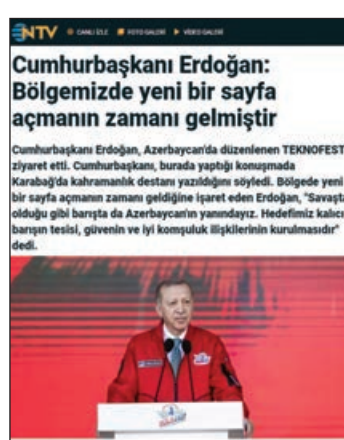 NTV CANLI İZLE FOTO GALERİ VİDEO GALERİ
Cumhurbaşkanı Erdoğan:
Bölgemizde yeni bir sayfa
açmanın zamanı gelmiştir
Cumhurbaşkanı Erdoğan, Azerbaycan'da düzenlenen TEKNOFEST
ziyaret etti. Cumhurbaşkanı, burada yaptığı konuşmada
Karabağ'da kahramanlık destanı yazıldığını söyledi. Bölgede yeni
bir sayfa açmanın zamanı geldiğine işaret eden Erdoğan, "Savaşta
olduğu gibi barışta da Azerbaycan'ın yanındayız. Hedefimiz kalıcı
barışın tesisi, güvenin ve iyi komşuluk ilişkilerinin kurulmasıdır"
dedi.